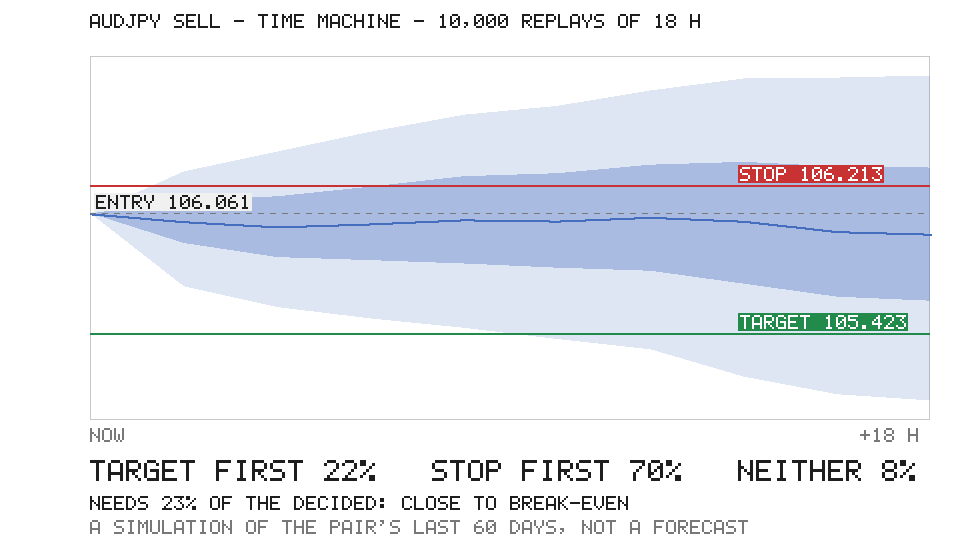 AUDJPY SELL - TIME MACHINE - 10,000 REPLAYS OF 18 H
STOP 106.213
ENTRY 106.061
TARGET 105.423
NOW +18 H
TARGET FIRST 22% STOP FIRST 70% NEITHER 8%
NEEDS 23% OF THE DECIDED: CLOSE TO BREAK-EVEN
A SIMULATION OF THE PAIR'S LAST 60 DAYS, NOT A FORECAST